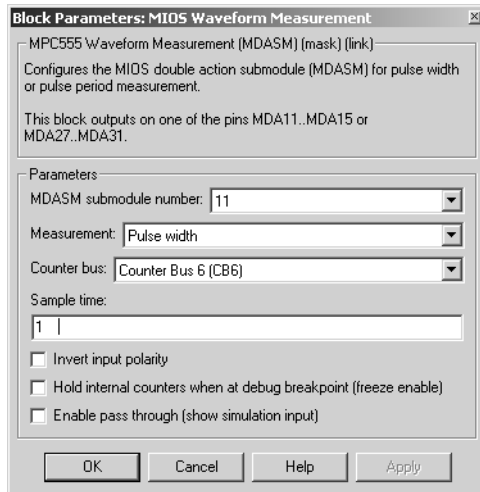 Block Parameters: MIOS Waveform Measurement
MPC555 Waveform Measurement (MDASM) (mask) (link)
Configures the MIOS double action submodule (MDASM) for pulse width
or pulse period measurement.
This block outputs on one of the pins MDA11..MDA15 or
MDA27..MDA31.
Parameters
MDASM submodule number: 11
Measurement: Pulse width
Counter bus: Counter Bus 6 (CB6)
Sample time:
1
Invert input polarity
Hold internal counters when at debug breakpoint (freeze enable)
Enable pass through (show simulation input)
OK Cancel Help Apply